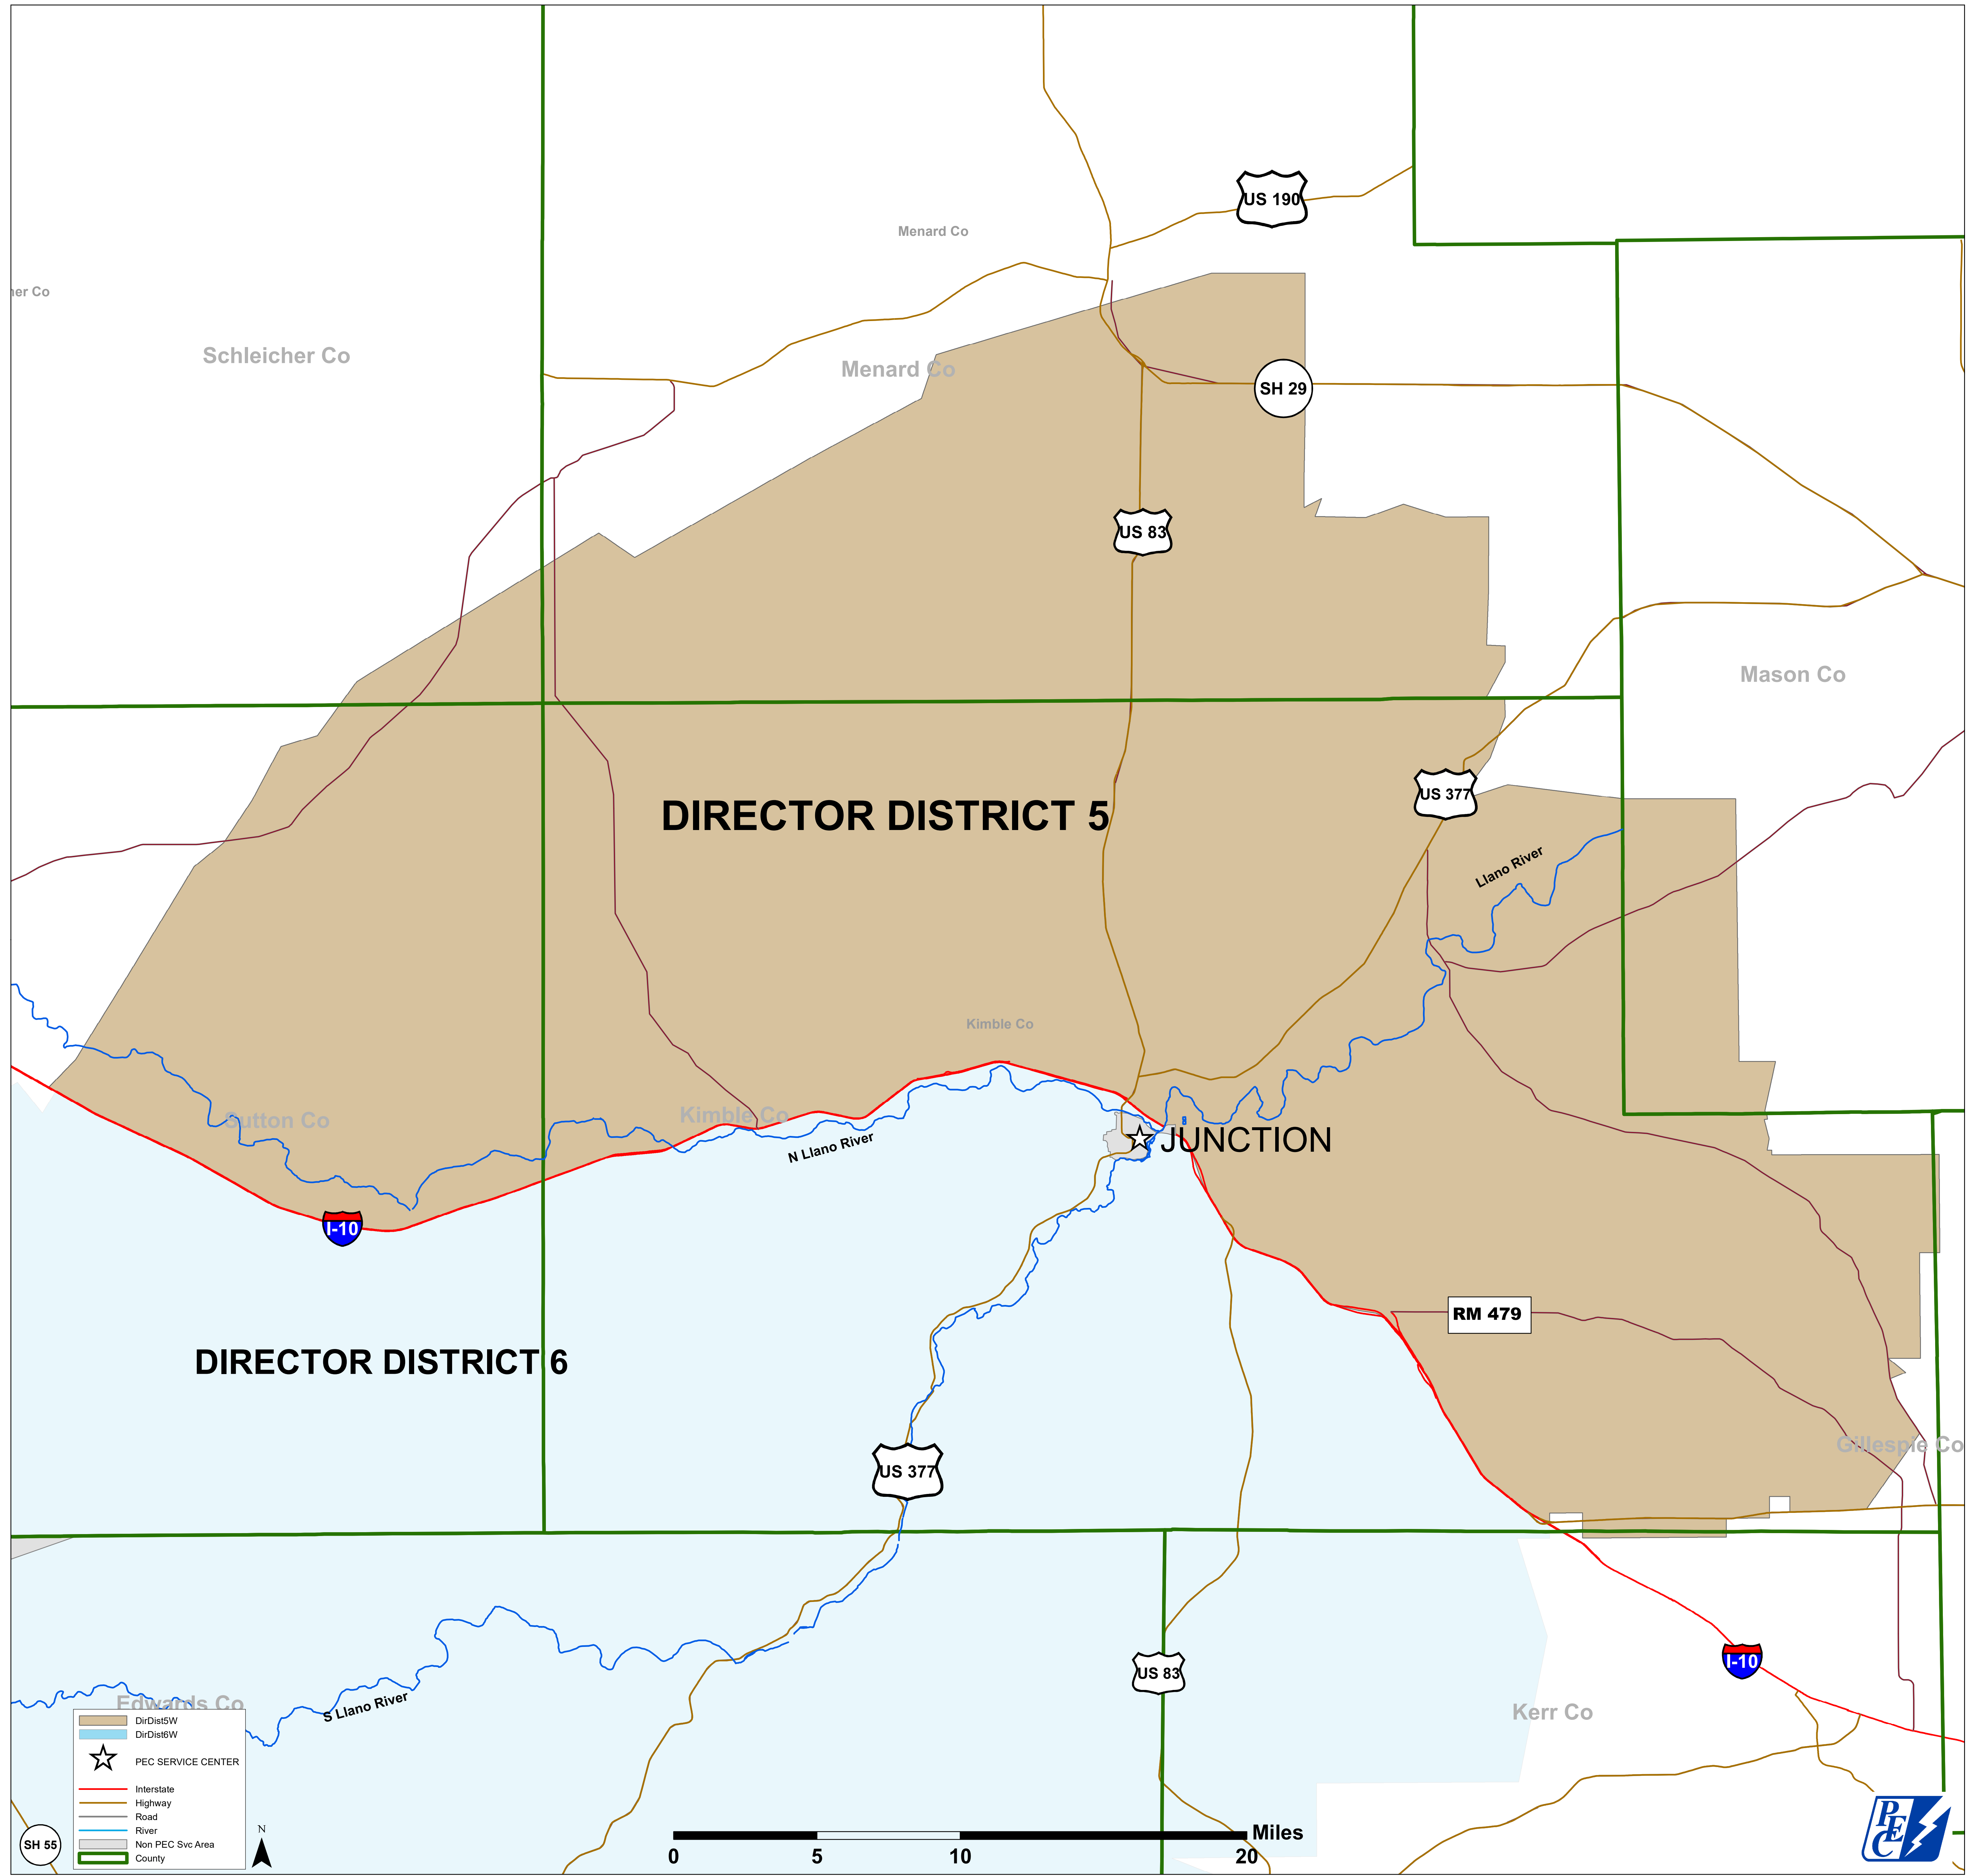 US 190
Menard Co
her Co
Schleicher Co
Menard Co
SH 29
US 83
Mason Co
US 377
DIRECTOR DISTRICT 5
Llano River
Kimble Co
Sutton Co
Kimble Co
N Llano River
JUNCTION
I-10
RM 479
DIRECTOR DISTRICT 6
Gillespie Co
US 377
I-10
US 83
Edwards Co
S Llano River
Kerr Co
DirDist5W
DirDist6W
PEC SERVICE CENTER
Interstate
Highway
Road
River
Non PEC Svc Area
County
SH 55
N
Miles
0 5 10 20
PEC